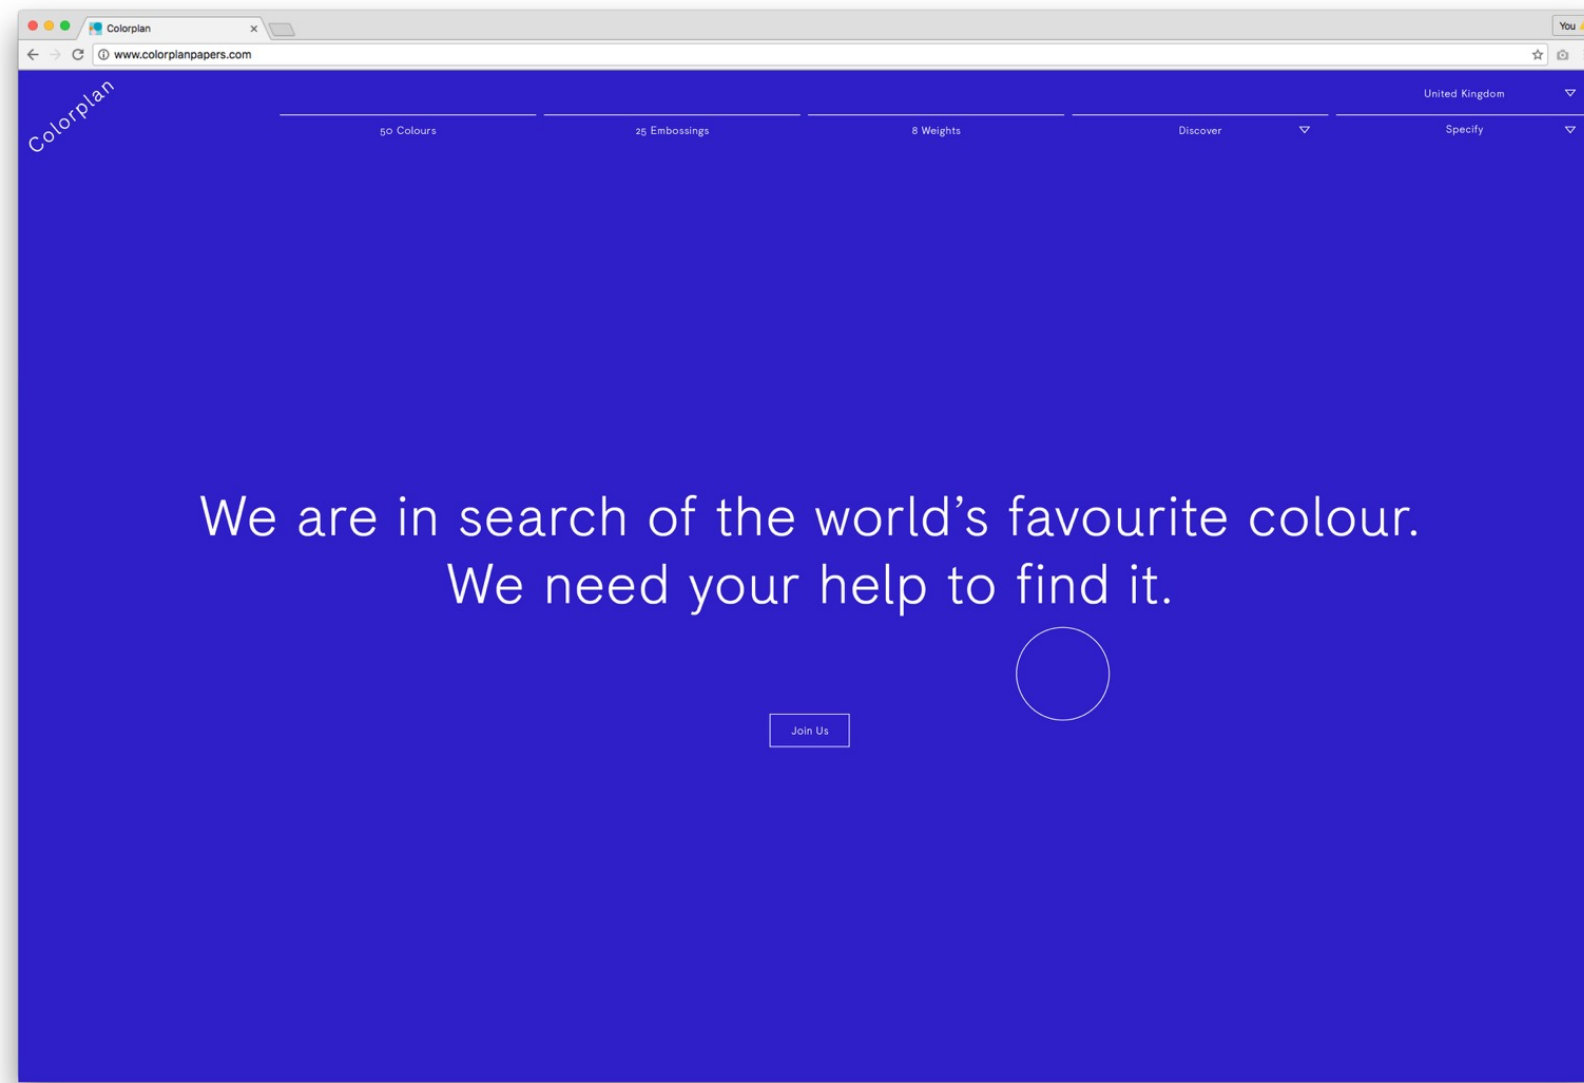 Colorplan
You
www.colorplanpapers.com
Colorplan
United Kingdom
50 Colours
25 Embossings
8 Weights
Discover
Specify
We are in search of the world’s favourite colour.
We need your help to find it.
Join Us